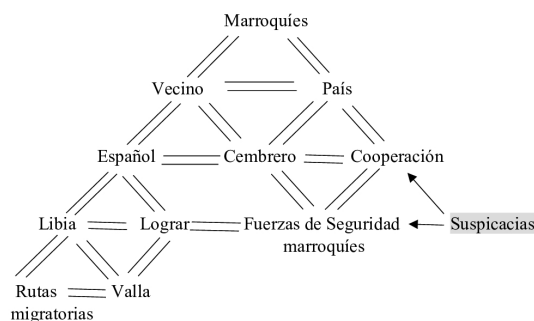 Marroquíes
Vecino País
Español Cembrero Cooperación
Libia Lograr Fuerzas de Seguridad Suspicacias
marroquíes
Rutas Valla
migratorias